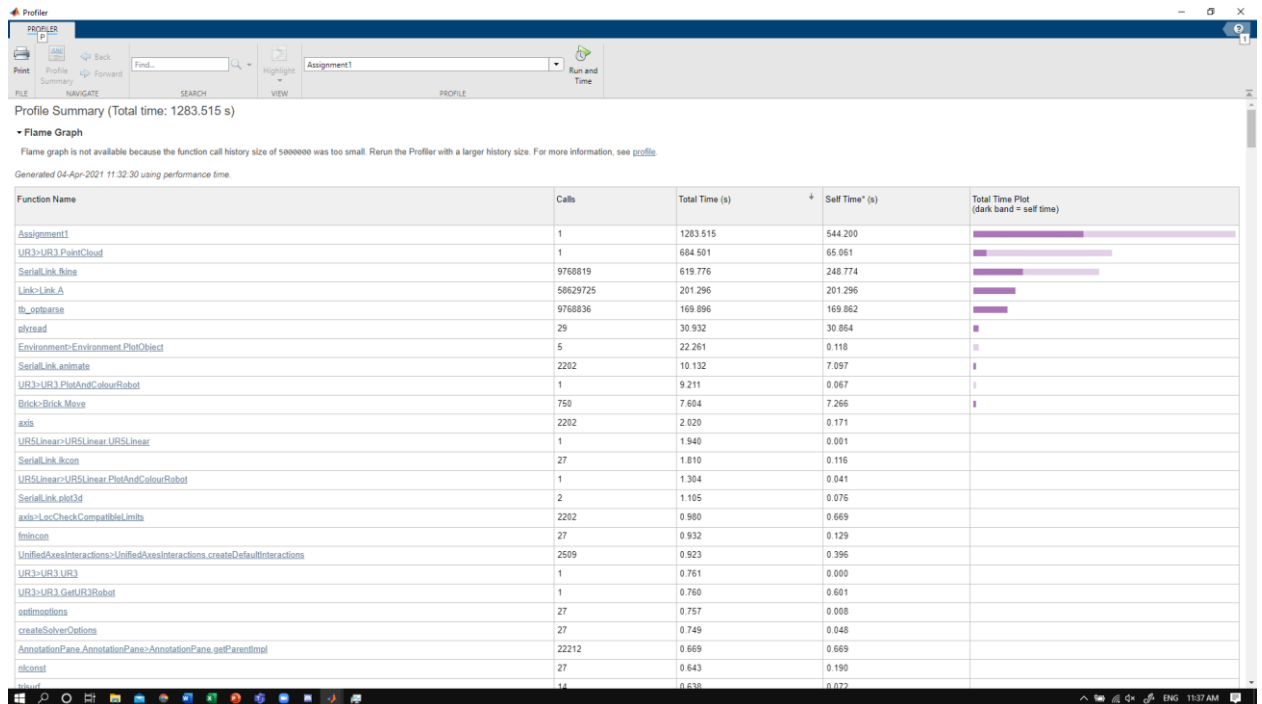 Profiler
PROFILER
P
?
1
Print
Profile Summary
Back
Forward
Find...
Highlight
Assignment1
Run and Time
FILE
NAVIGATE
SEARCH
VIEW
PROFILE
Profile Summary (Total time: 1283.515 s)
Flame Graph
Flame graph is not available because the function call history size of 5000000 was too small. Rerun the Profiler with a larger history size. For more information, see profile.
Generated 04-Apr-2021 11:32:30 using performance time.
Function Name Calls Total Time (s) Self Time* (s) Total Time Plot
(dark band = self time)
Assignment1 1 1283.515 544.200
UR3>UR3.PointCloud 1 684.501 65.061
SerialLink.fkine 9768819 619.776 248.774
Link>Link.A 58629725 201.296 201.296
tb_optparse 9768836 169.896 169.862
plyread 29 30.932 30.864
Environment>Environment.PlotObject 5 22.261 0.118
SerialLink.animate 2202 10.132 7.097
UR3>UR3.PlotAndColourRobot 1 9.211 0.067
Brick>Brick.Move 750 7.604 7.266
axis 2202 2.020 0.171
UR5Linear>UR5Linear.UR5Linear 1 1.940 0.001
SerialLink.ikcon 27 1.810 0.116
UR5Linear>UR5Linear.PlotAndColourRobot 1 1.304 0.041
SerialLink.plot3d 2 1.105 0.076
axis>LocCheckCompatibleLimits 2202 0.980 0.669
fmincon 27 0.932 0.129
UnifiedAxesInteractions>UnifiedAxesInteractions.createDefaultInteractions 2509 0.923 0.396
UR3>UR3.UR3 1 0.761 0.000
UR3>UR3.GetUR3Robot 1 0.760 0.601
optimoptions 27 0.757 0.008
createSolverOptions 27 0.749 0.048
AnnotationPane.AnnotationPane>AnnotationPane.getParentImpl 22212 0.669 0.669
nlconst 27 0.643 0.190
trisurf 14 0.638 0.072
ENG 11:37 AM